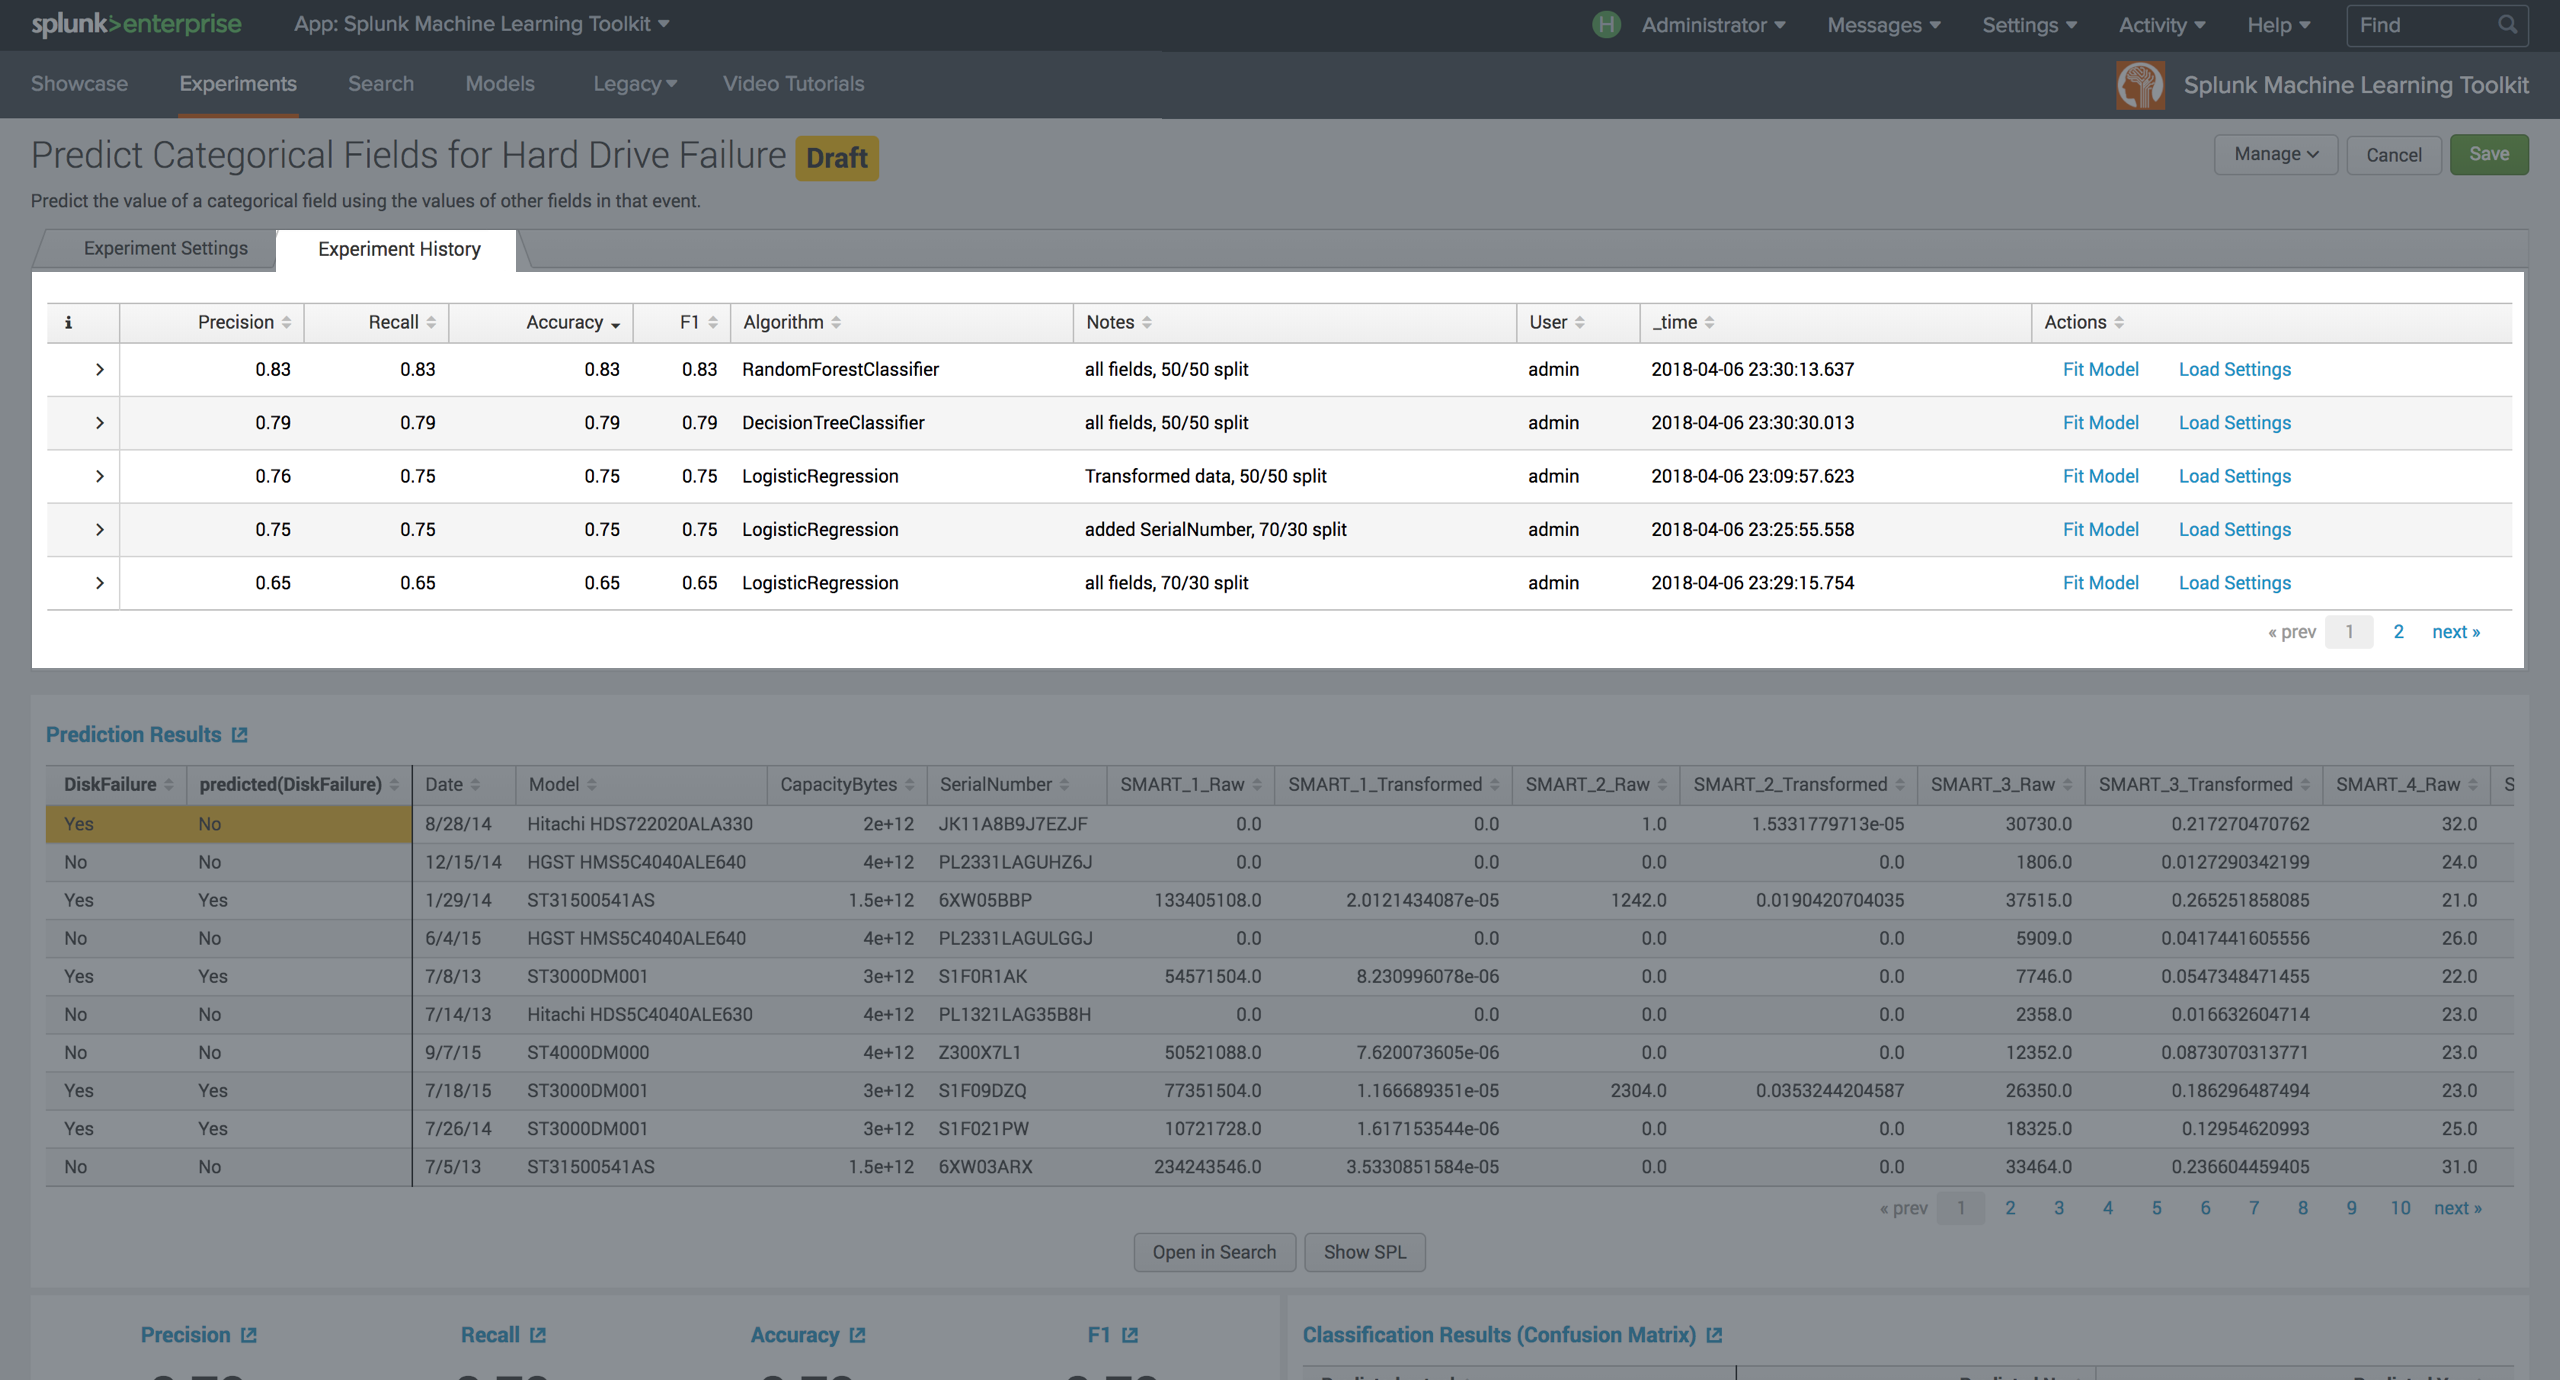 splunk>enterprise App: Splunk Machine Learning Toolkit H Administrator Messages Settings Activity Help Find
Showcase Experiments Search Models Legacy Video Tutorials Splunk Machine Learning Toolkit
Predict Categorical Fields for Hard Drive Failure Draft Manage Cancel Save
Predict the value of a categorical field using the values of other fields in that event.
Experiment Settings Experiment History
i Precision Recall Accuracy F1 Algorithm Notes User _time Actions
0.83 0.83 0.83 0.83 RandomForestClassifier all fields, 50/50 split admin 2018-04-06 23:30:13.637 Fit Model Load Settings
0.79 0.79 0.79 0.79 DecisionTreeClassifier all fields, 50/50 split admin 2018-04-06 23:30:30.013 Fit Model Load Settings
0.76 0.75 0.75 0.75 LogisticRegression Transformed data, 50/50 split admin 2018-04-06 23:09:57.623 Fit Model Load Settings
0.75 0.75 0.75 0.75 LogisticRegression added SerialNumber, 70/30 split admin 2018-04-06 23:25:55.558 Fit Model Load Settings
0.65 0.65 0.65 0.65 LogisticRegression all fields, 70/30 split admin 2018-04-06 23:29:15.754 Fit Model Load Settings
« prev 1 2 next »
Prediction Results
DiskFailure predicted(DiskFailure) Date Model CapacityBytes SerialNumber SMART_1_Raw SMART_1_Transformed SMART_2_Raw SMART_2_Transformed SMART_3_Raw SMART_3_Transformed SMART_4_Raw S
Yes No 8/28/14 Hitachi HDS722020ALA330 2e+12 JK11A8B9J7EZJF 0.0 0.0 1.0 1.5331779713e-05 30730.0 0.217270470762 32.0
No No 12/15/14 HGST HMS5C4040ALE640 4e+12 PL2331LAGUHZ6J 0.0 0.0 0.0 0.0 1806.0 0.0127290342199 24.0
Yes Yes 1/29/14 ST31500541AS 1.5e+12 6XW05BBP 133405108.0 2.0121434087e-05 1242.0 0.0190420704035 37515.0 0.265251858085 21.0
No No 6/4/15 HGST HMS5C4040ALE640 4e+12 PL2331LAGULGGJ 0.0 0.0 0.0 0.0 5909.0 0.0417441605556 26.0
Yes Yes 7/8/13 ST3000DM001 3e+12 S1F0R1AK 54571504.0 8.230996078e-06 0.0 0.0 7746.0 0.0547348471455 22.0
No No 7/14/13 Hitachi HDS5C4040ALE630 4e+12 PL1321LAG35B8H 0.0 0.0 0.0 0.0 2358.0 0.016632604714 23.0
No No 9/7/15 ST4000DM000 4e+12 Z300X7L1 50521088.0 7.620073605e-06 0.0 0.0 12352.0 0.0873070313771 23.0
Yes Yes 7/18/15 ST3000DM001 3e+12 S1F09DZQ 77351504.0 1.166689351e-05 2304.0 0.0353244204587 26350.0 0.186296487494 23.0
Yes Yes 7/26/14 ST3000DM001 3e+12 S1F021PW 10721728.0 1.617153544e-06 0.0 0.0 18325.0 0.12954620993 25.0
No No 7/5/13 ST31500541AS 1.5e+12 6XW03ARX 234243546.0 3.5330851584e-05 0.0 0.0 33464.0 0.236604459405 31.0
« prev 1 2 3 4 5 6 7 8 9 10 next »
Open in Search Show SPL
Precision Recall Accuracy F1 Classification Results (Confusion Matrix)